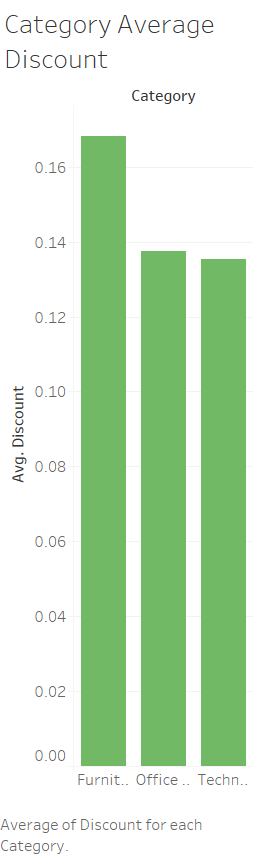 Category Average
Discount
Category
0.16
0.14
0.12
0.10
0.08
0.06
0.04
0.02
0.00
Avg. Discount
Furnit.. Office .. Techn..
Average of Discount for each
Category.